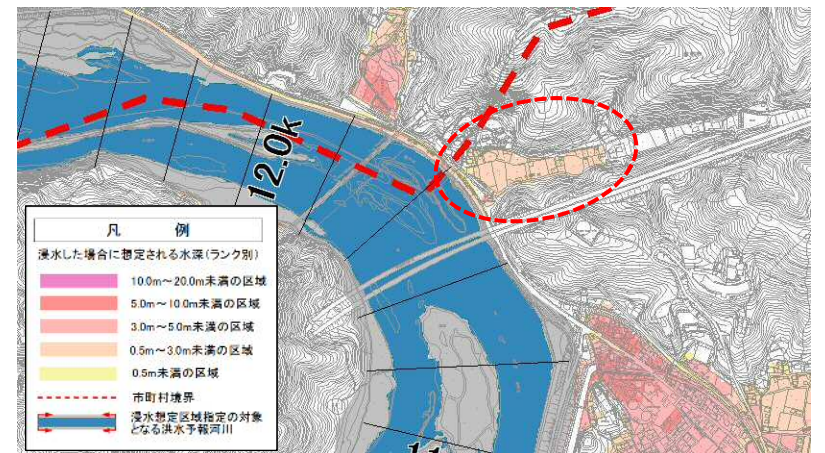 12.0k
凡 例
浸水した場合に想定される水深(ランク別)
10.0m～20.0m未満の区域
5.0m～10.0m未満の区域
3.0m～5.0m未満の区域
0.5m～3.0m未満の区域
0.5m未満の区域
市町村境界
浸水想定区域指定の対象
となる洪水予報河川